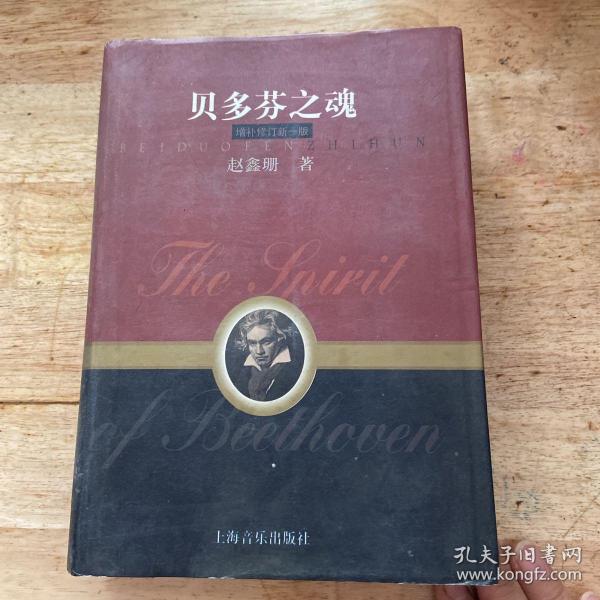 贝多芬之魂
增补修订新一版
BEIDUOFENZHIHUN
赵鑫珊 著
The Spirit
of Beethoven
上海音乐出版社
孔夫子旧书网
www.kongfz.com